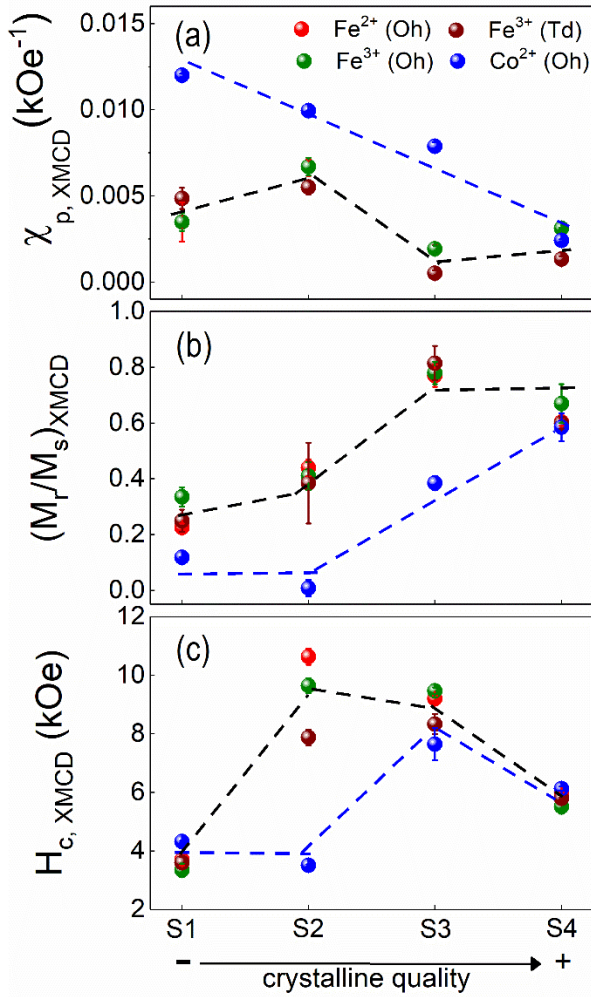 (a)
Fe²⁺ (Oh) Fe³⁺ (Td)
Fe³⁺ (Oh) Co²⁺ (Oh)
χp, XMCD (kOe⁻¹)
0.015
0.010
0.005
0.000
(b)
(Mr/Ms)XMCD
1.0
0.8
0.6
0.4
0.2
0.0
(c)
Hc, XMCD (kOe)
12
10
8
6
4
2
S1 S2 S3 S4
- +
crystalline quality